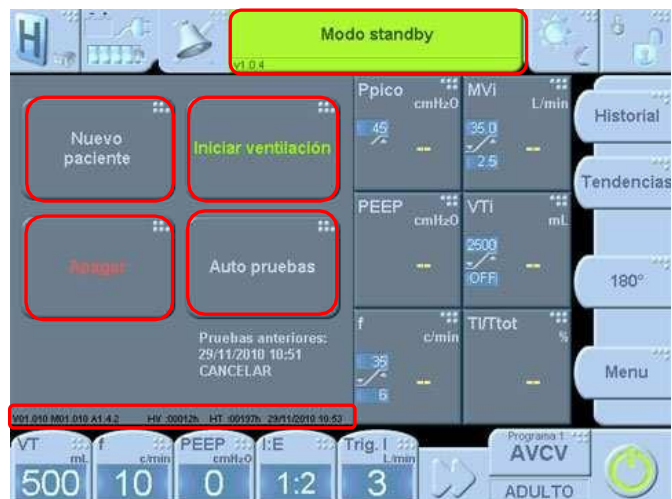 H
Modo standby
v1.0.4
Nuevo
paciente
Iniciar ventilación
Apagar
Auto pruebas
Pruebas anteriores:
29/11/2010 10:51
CANCELAR
V01.010 M01.010 A1.4.2 HV :00012h HT :00197h 29/11/2010 10:53
Ppico cmH2O
45
--
MVi L/min
35.0
2.5
--
PEEP cmH2O
--
VTi mL
2500
OFF
--
f c/min
35
6
--
TI/Ttot %
--
Historial
Tendencias
180°
Menu
VT mL
500
f c/min
10
PEEP cmH2O
0
I:E
1:2
Trig. I L/min
3
Programa 1
AVCV
ADULTO